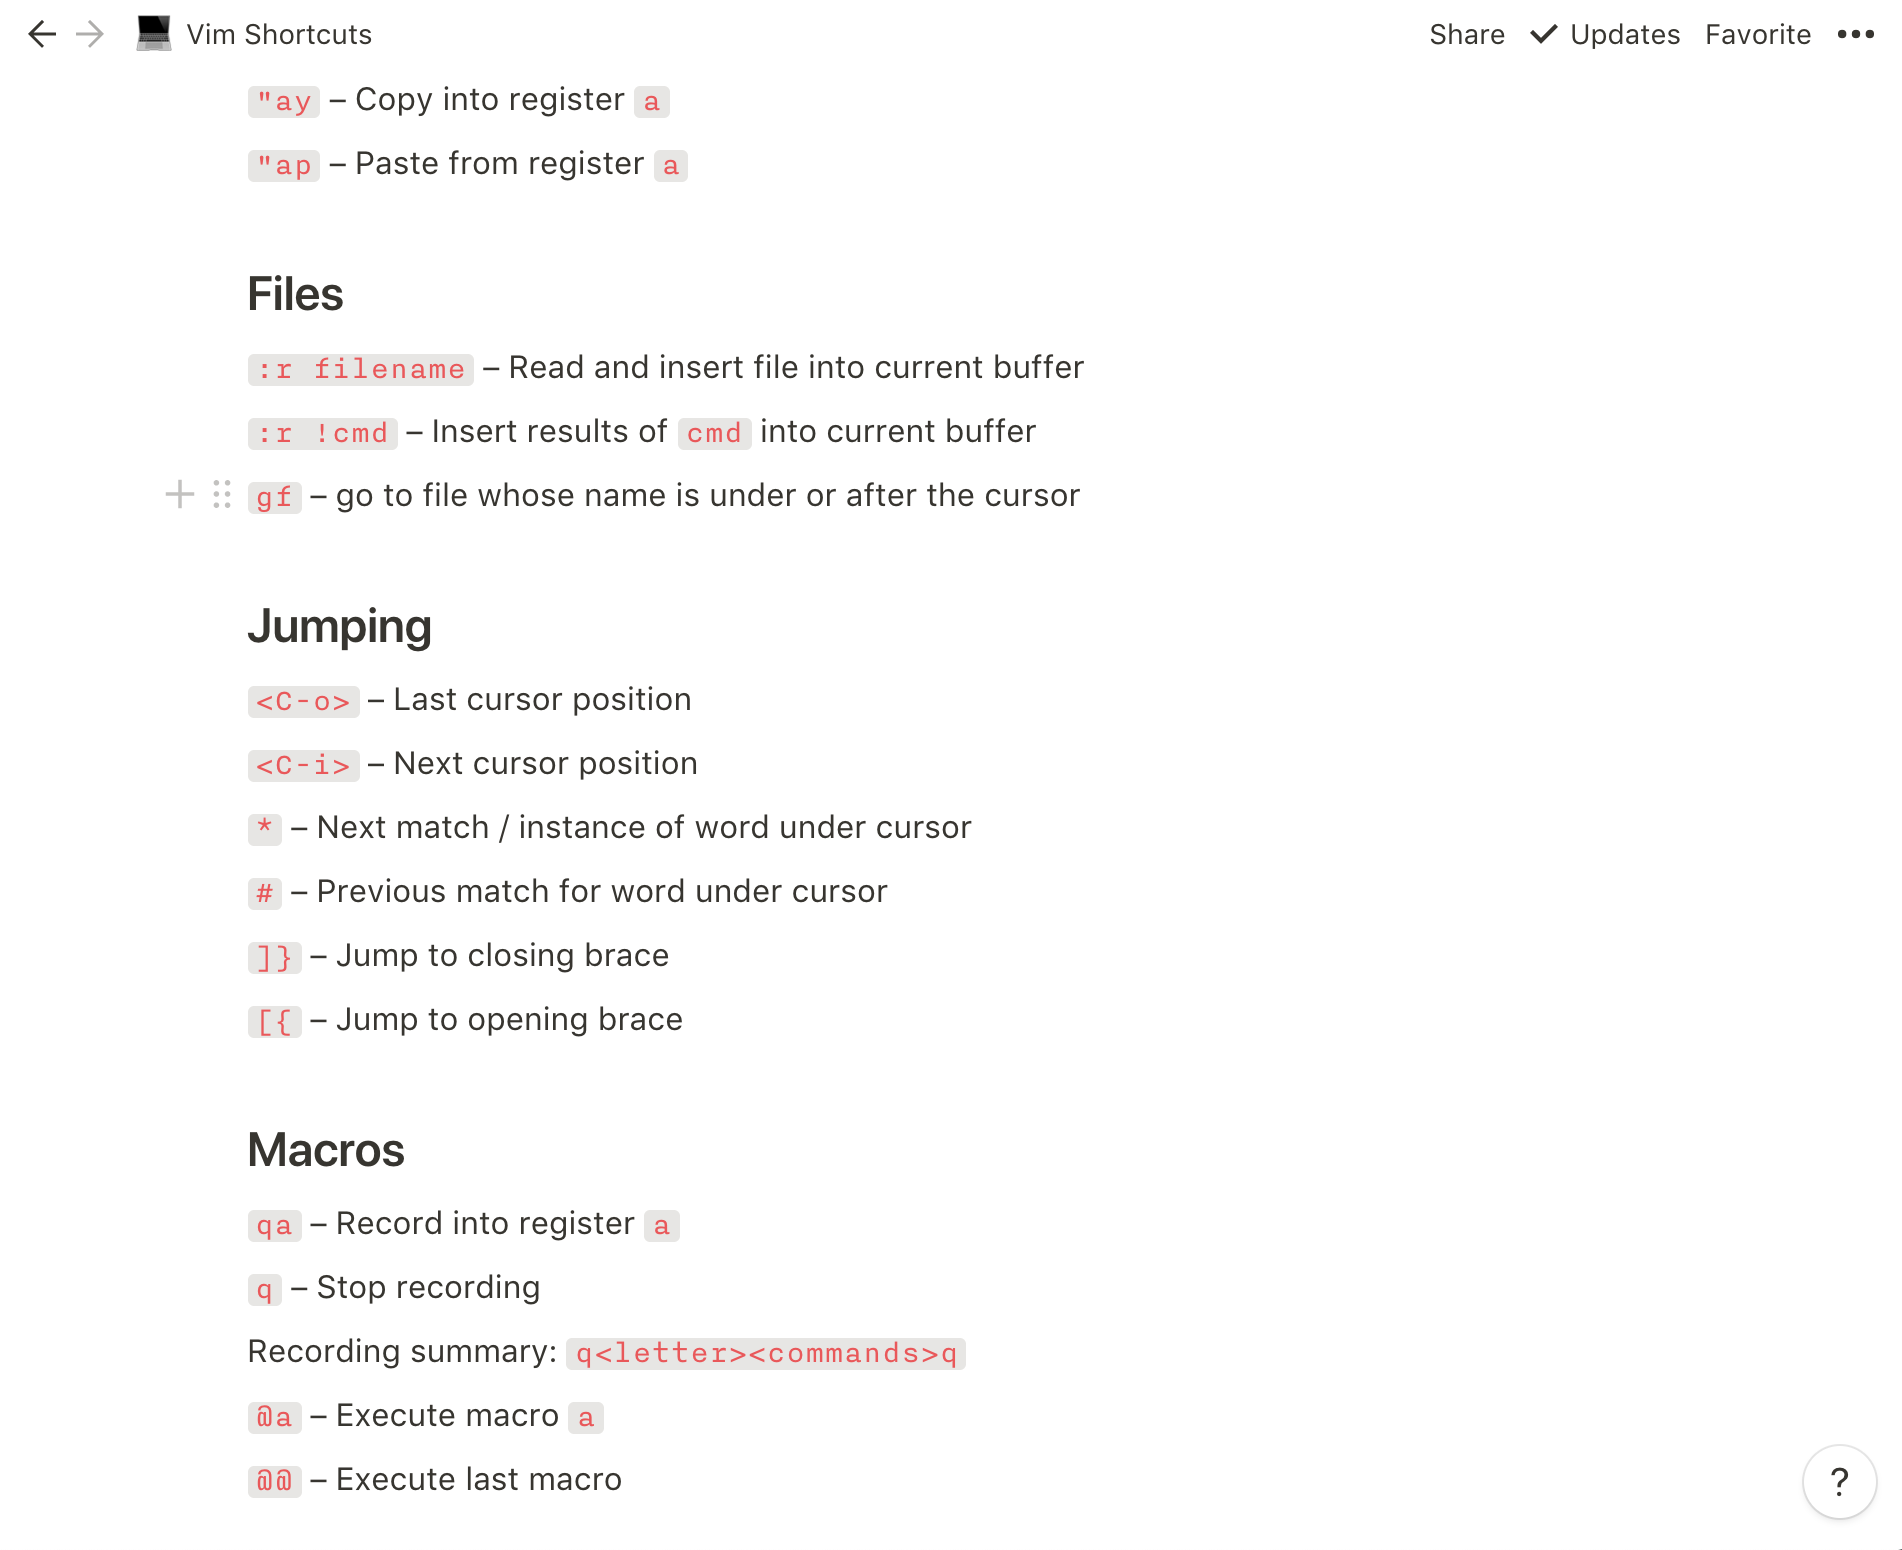 Vim Shortcuts
Share Updates Favorite
"ay – Copy into register a
"ap – Paste from register a
Files
:r filename – Read and insert file into current buffer
:r !cmd – Insert results of cmd into current buffer
gf – go to file whose name is under or after the cursor
Jumping
<C-o> – Last cursor position
<C-i> – Next cursor position
* – Next match / instance of word under cursor
# – Previous match for word under cursor
]} – Jump to closing brace
[{ – Jump to opening brace
Macros
qa – Record into register a
q – Stop recording
Recording summary: q<letter><commands>q
@a – Execute macro a
@@ – Execute last macro
?